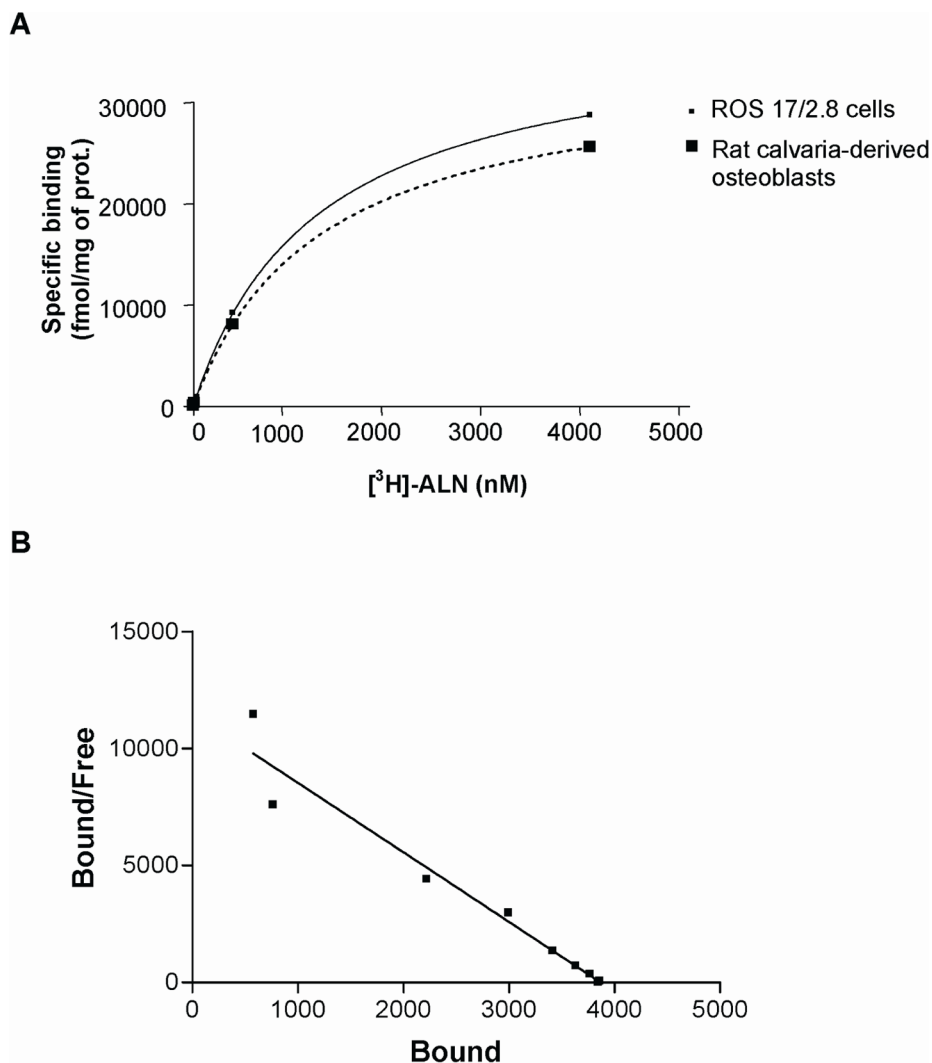 A
Specific binding
(fmol/mg of prot.)
30000
20000
10000
0
0 1000 2000 3000 4000 5000
[³H]-ALN (nM)
ROS 17/2.8 cells
Rat calvaria-derived
osteoblasts
B
Bound/Free
15000
10000
5000
0
0 1000 2000 3000 4000 5000
Bound